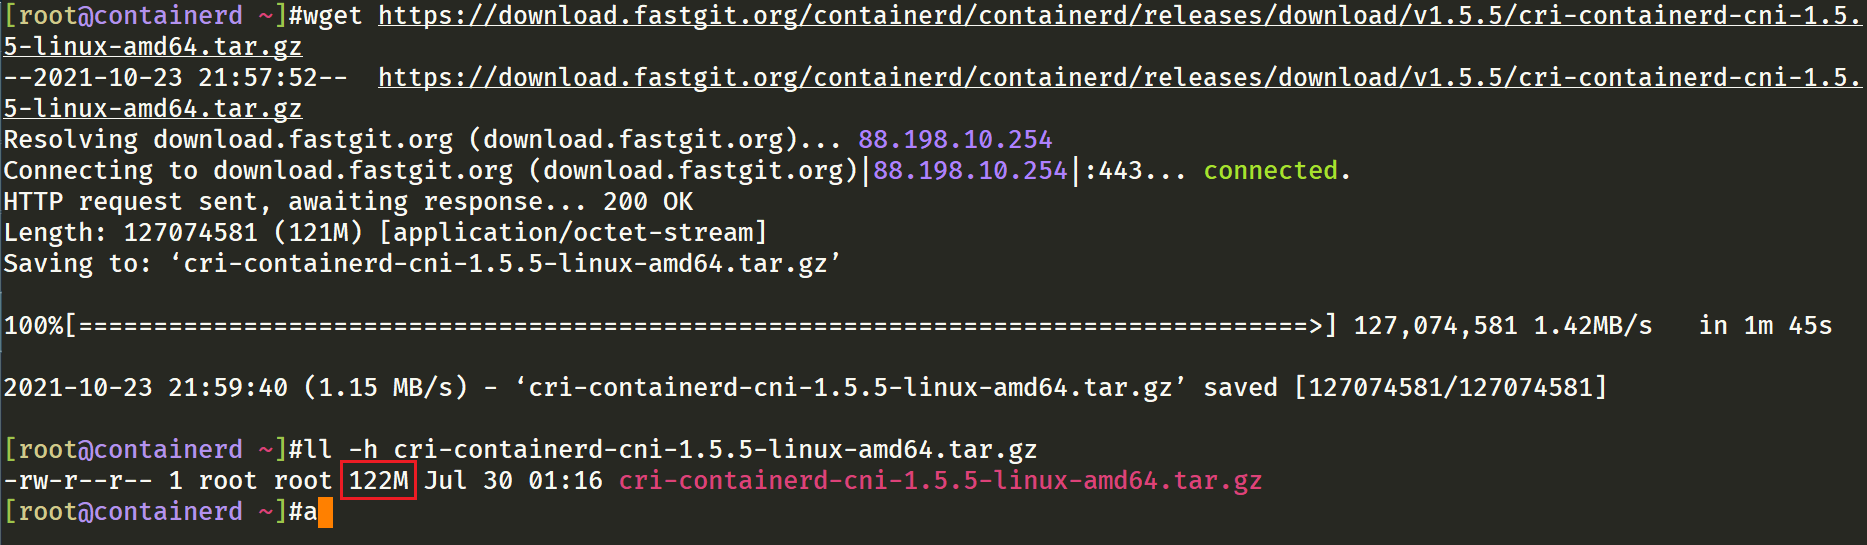 [root@containerd ~]#wget https://download.fastgit.org/containerd/containerd/releases/download/v1.5.5/cri-containerd-cni-1.5.
5-linux-amd64.tar.gz
--2021-10-23 21:57:52--  https://download.fastgit.org/containerd/containerd/releases/download/v1.5.5/cri-containerd-cni-1.5.
5-linux-amd64.tar.gz
Resolving download.fastgit.org (download.fastgit.org)... 88.198.10.254
Connecting to download.fastgit.org (download.fastgit.org)|88.198.10.254|:443... connected.
HTTP request sent, awaiting response... 200 OK
Length: 127074581 (121M) [application/octet-stream]
Saving to: ‘cri-containerd-cni-1.5.5-linux-amd64.tar.gz’
100%[==================================================================================>] 127,074,581 1.42MB/s   in 1m 45s
2021-10-23 21:59:40 (1.15 MB/s) - ‘cri-containerd-cni-1.5.5-linux-amd64.tar.gz’ saved [127074581/127074581]
[root@containerd ~]#ll -h cri-containerd-cni-1.5.5-linux-amd64.tar.gz
-rw-r--r-- 1 root root 122M Jul 30 01:16 cri-containerd-cni-1.5.5-linux-amd64.tar.gz
[root@containerd ~]#a